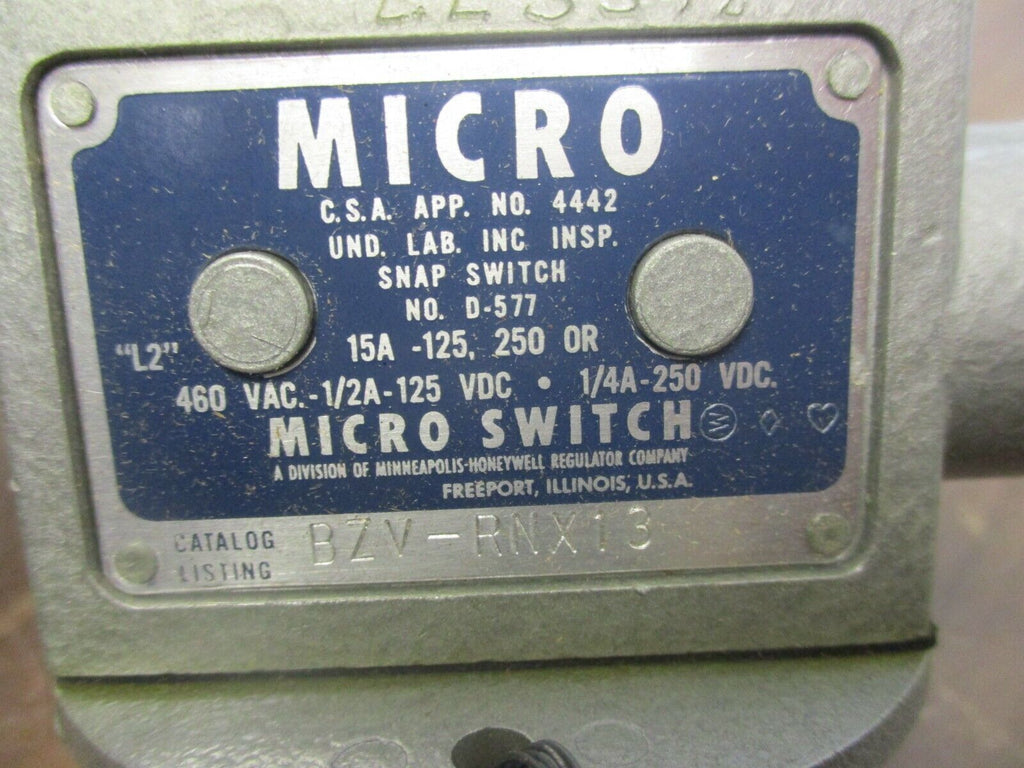 MICRO
C.S.A. APP. NO. 4442
UND. LAB. INC INSP.
SNAP SWITCH
NO. D-577
"L2" 15A -125, 250 OR
460 VAC.-1/2A-125 VDC • 1/4A-250 VDC.
MICRO SWITCH W
A DIVISION OF MINNEAPOLIS-HONEYWELL REGULATOR COMPANY
FREEPORT, ILLINOIS, U.S.A.
CATALOG LISTING BZV-RNX13